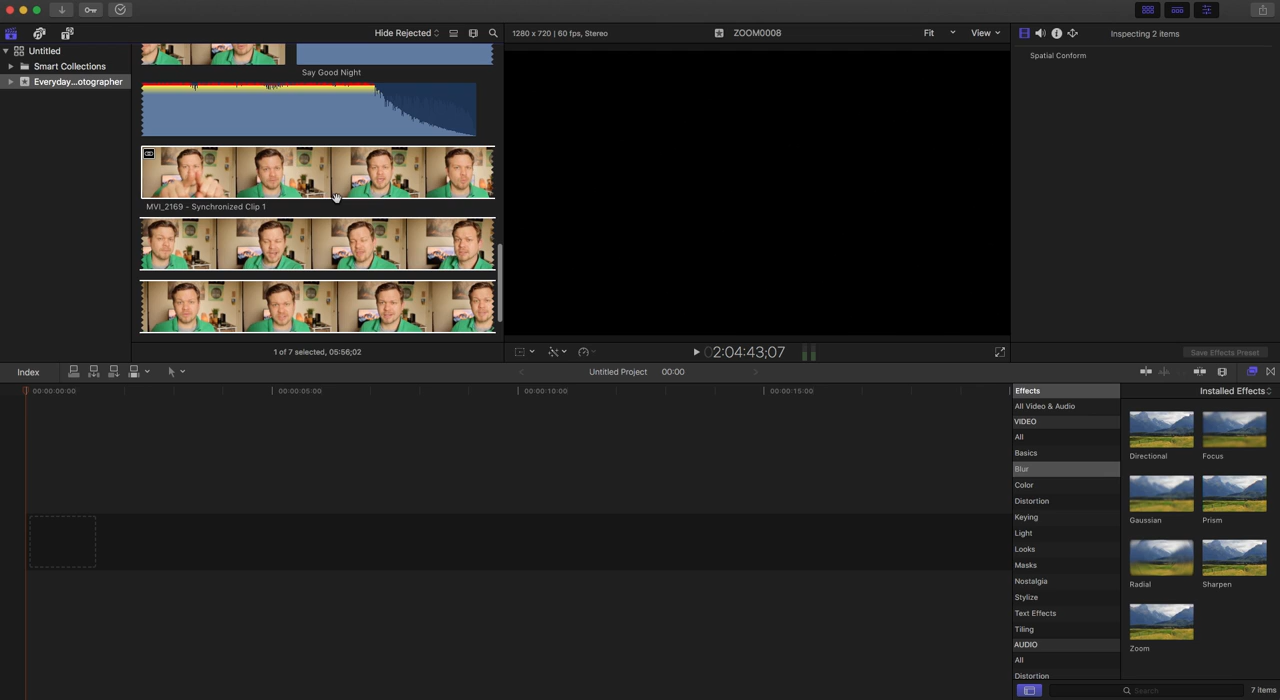 Hide Rejected
1280 x 720 | 60 fps, Stereo
ZOOM0008
Fit
View
Inspecting 2 items
Untitled
Smart Collections
Everyday...otographer
Say Good Night
Spatial Conform
MVI_2169 - Synchronized Clip 1
1 of 7 selected, 05:56;02
02:04:43;07
Save Effects Preset
Index
Untitled Project
00:00
00:00:00:00
00:00:05:00
00:00:10:00
00:00:15:00
Effects
Installed Effects
All Video & Audio
VIDEO
All
Basics
Blur
Color
Distortion
Keying
Light
Looks
Masks
Nostalgia
Stylize
Text Effects
Tiling
AUDIO
All
Distortion
Directional
Focus
Gaussian
Prism
Radial
Sharpen
Zoom
Search
7 items